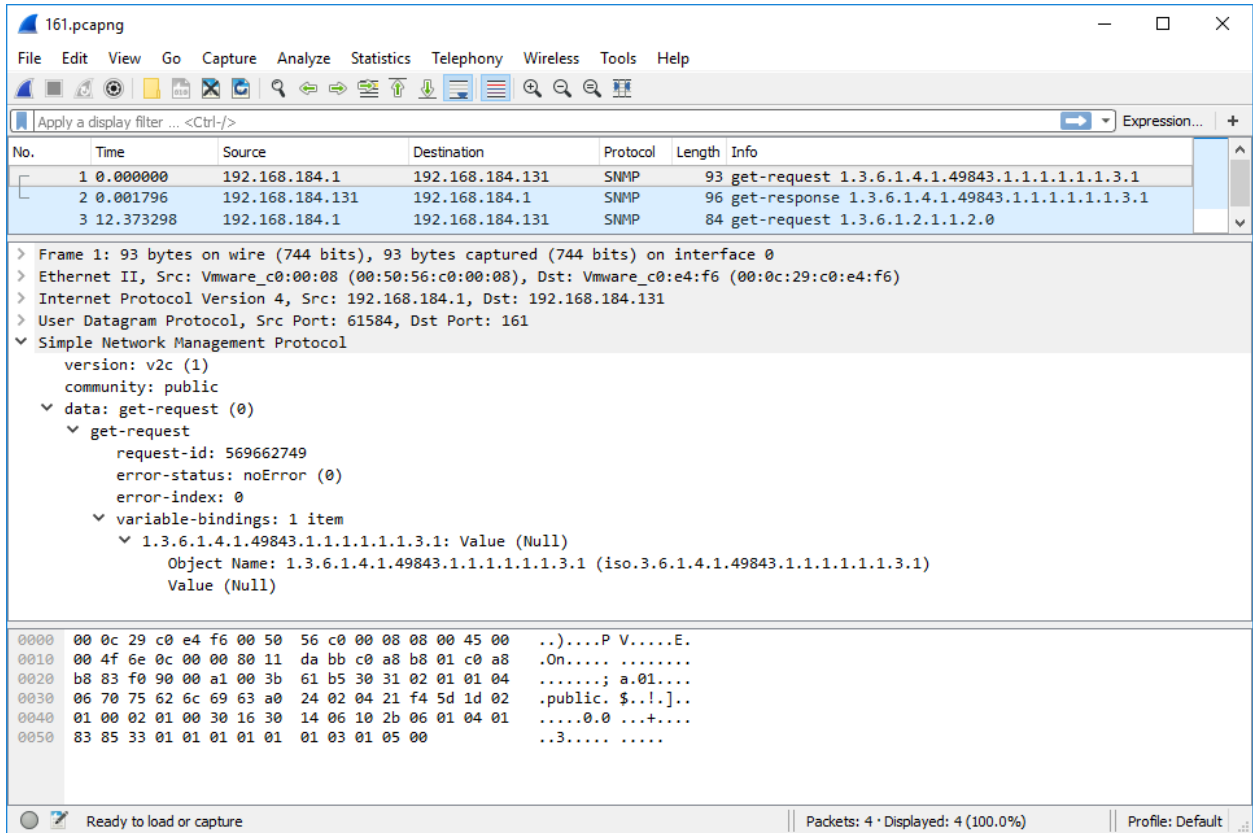 161.pcapng
File Edit View Go Capture Analyze Statistics Telephony Wireless Tools Help
Apply a display filter ... <Ctrl-/> Expression... +
No. Time Source Destination Protocol Length Info
1 0.000000 192.168.184.1 192.168.184.131 SNMP 93 get-request 1.3.6.1.4.1.49843.1.1.1.1.1.1.3.1
2 0.001796 192.168.184.131 192.168.184.1 SNMP 96 get-response 1.3.6.1.4.1.49843.1.1.1.1.1.1.3.1
3 12.373298 192.168.184.1 192.168.184.131 SNMP 84 get-request 1.3.6.1.2.1.1.2.0
> Frame 1: 93 bytes on wire (744 bits), 93 bytes captured (744 bits) on interface 0
> Ethernet II, Src: Vmware_c0:00:08 (00:50:56:c0:00:08), Dst: Vmware_c0:e4:f6 (00:0c:29:c0:e4:f6)
> Internet Protocol Version 4, Src: 192.168.184.1, Dst: 192.168.184.131
> User Datagram Protocol, Src Port: 61584, Dst Port: 161
Simple Network Management Protocol
version: v2c (1)
community: public
data: get-request (0)
get-request
request-id: 569662749
error-status: noError (0)
error-index: 0
variable-bindings: 1 item
1.3.6.1.4.1.49843.1.1.1.1.1.1.3.1: Value (Null)
Object Name: 1.3.6.1.4.1.49843.1.1.1.1.1.1.3.1 (iso.3.6.1.4.1.49843.1.1.1.1.1.1.3.1)
Value (Null)
0000 00 0c 29 c0 e4 f6 00 50 56 c0 00 08 08 00 45 00 ..)....P V.....E.
0010 00 4f 6e 0c 00 00 80 11 da bb c0 a8 b8 01 c0 a8 .On..... ........
0020 b8 83 f0 90 00 a1 00 3b 61 b5 30 31 02 01 01 04 .......; a.01....
0030 06 70 75 62 6c 69 63 a0 24 02 04 21 f4 5d 1d 02 .public. $..!.]..
0040 01 00 02 01 00 30 16 30 14 06 10 2b 06 01 04 01 .....0.0 ...+....
0050 83 85 33 01 01 01 01 01 01 03 01 05 00 ..3..... .....
Ready to load or capture Packets: 4 · Displayed: 4 (100.0%) Profile: Default